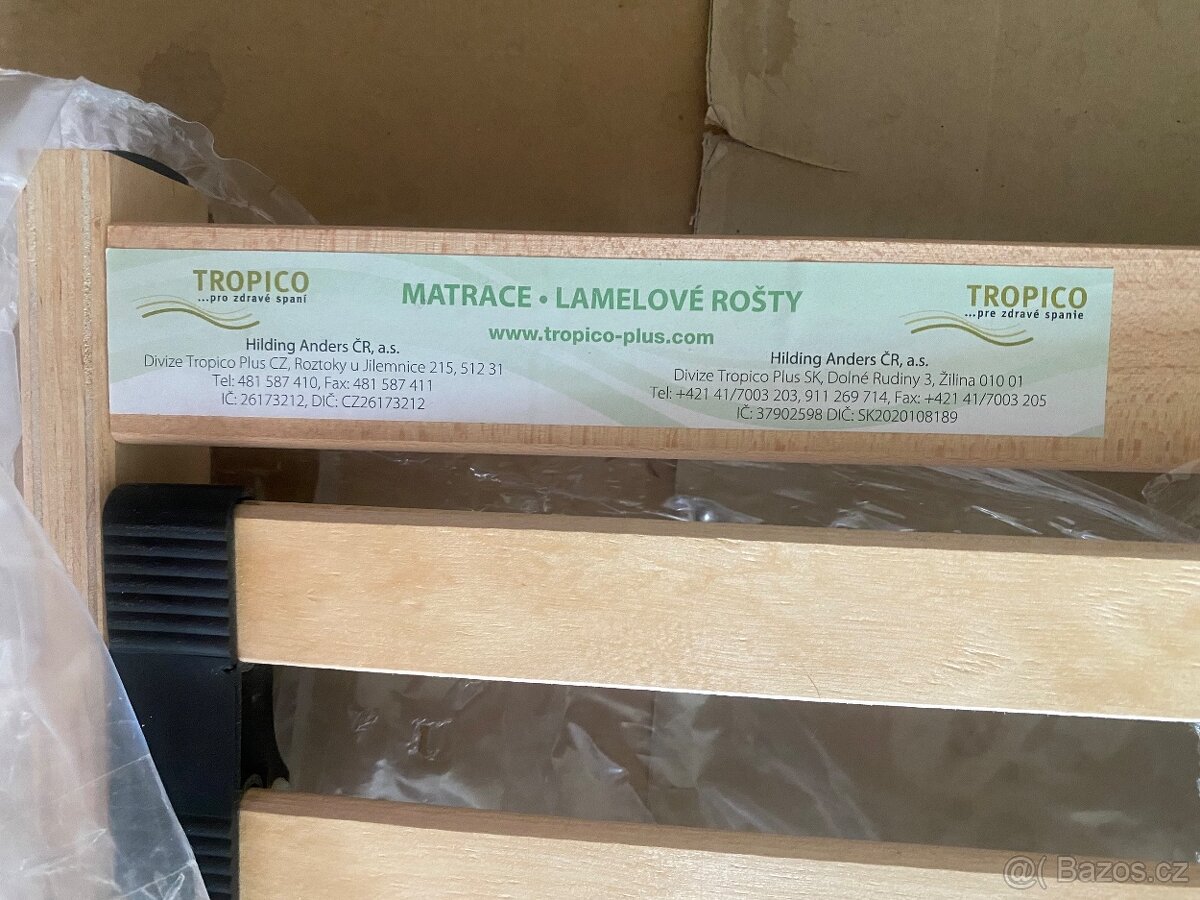 TROPICO
...pro zdravé spaní
MATRACE • LAMELOVÉ ROŠTY
www.tropico-plus.com
TROPICO
...pre zdravé spanie
Hilding Anders ČR, a.s.
Divize Tropico Plus CZ, Roztoky u Jilemnice 215, 512 31
Tel: 481 587 410, Fax: 481 587 411
IČ: 26173212, DIČ: CZ26173212
Hilding Anders ČR, a.s.
Divize Tropico Plus SK, Dolné Rudiny 3, Žilina 010 01
Tel: +421 41/7003 203, 911 269 714, Fax: +421 41/7003 205
IČ: 37902598 DIČ: SK2020108189
@( Bazos.cz